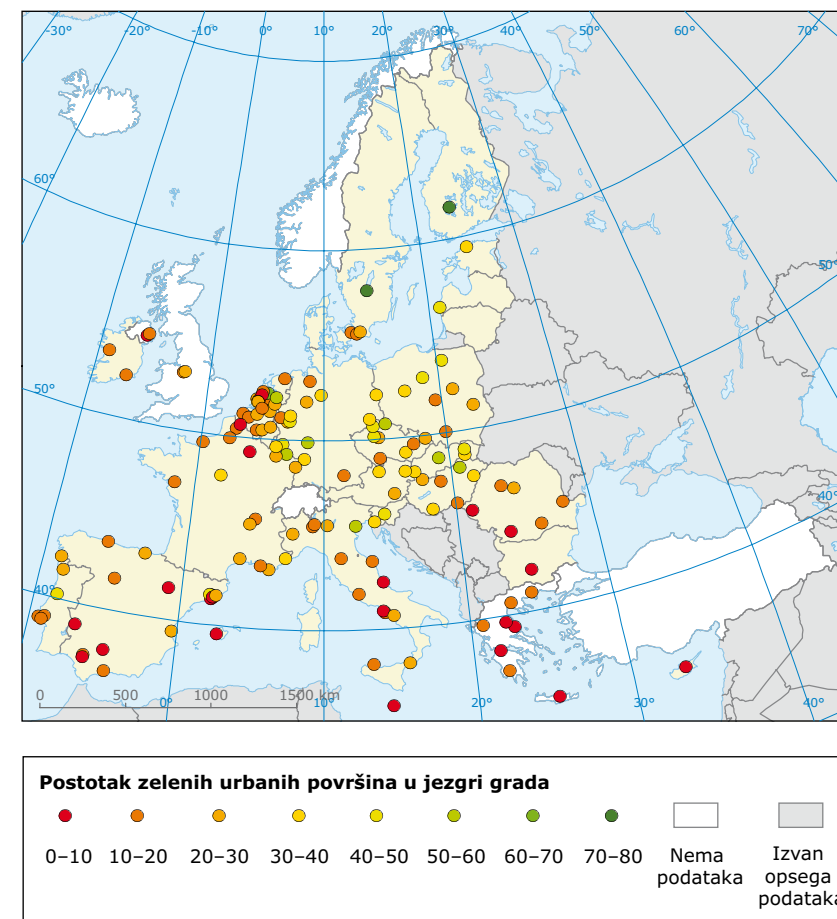 -30° -20° -10° 0° 10° 20° 30° 40° 50° 60° 70°
60°
50°
50°
40°
40°
0 500 1000 1500 km
0° 10° 20° 30° 40°
Postotak zelenih urbanih površina u jezgri grada
0–10 10–20 20–30 30–40 40–50 50–60 60–70 70–80 Nema podataka Izvan opsega podataka